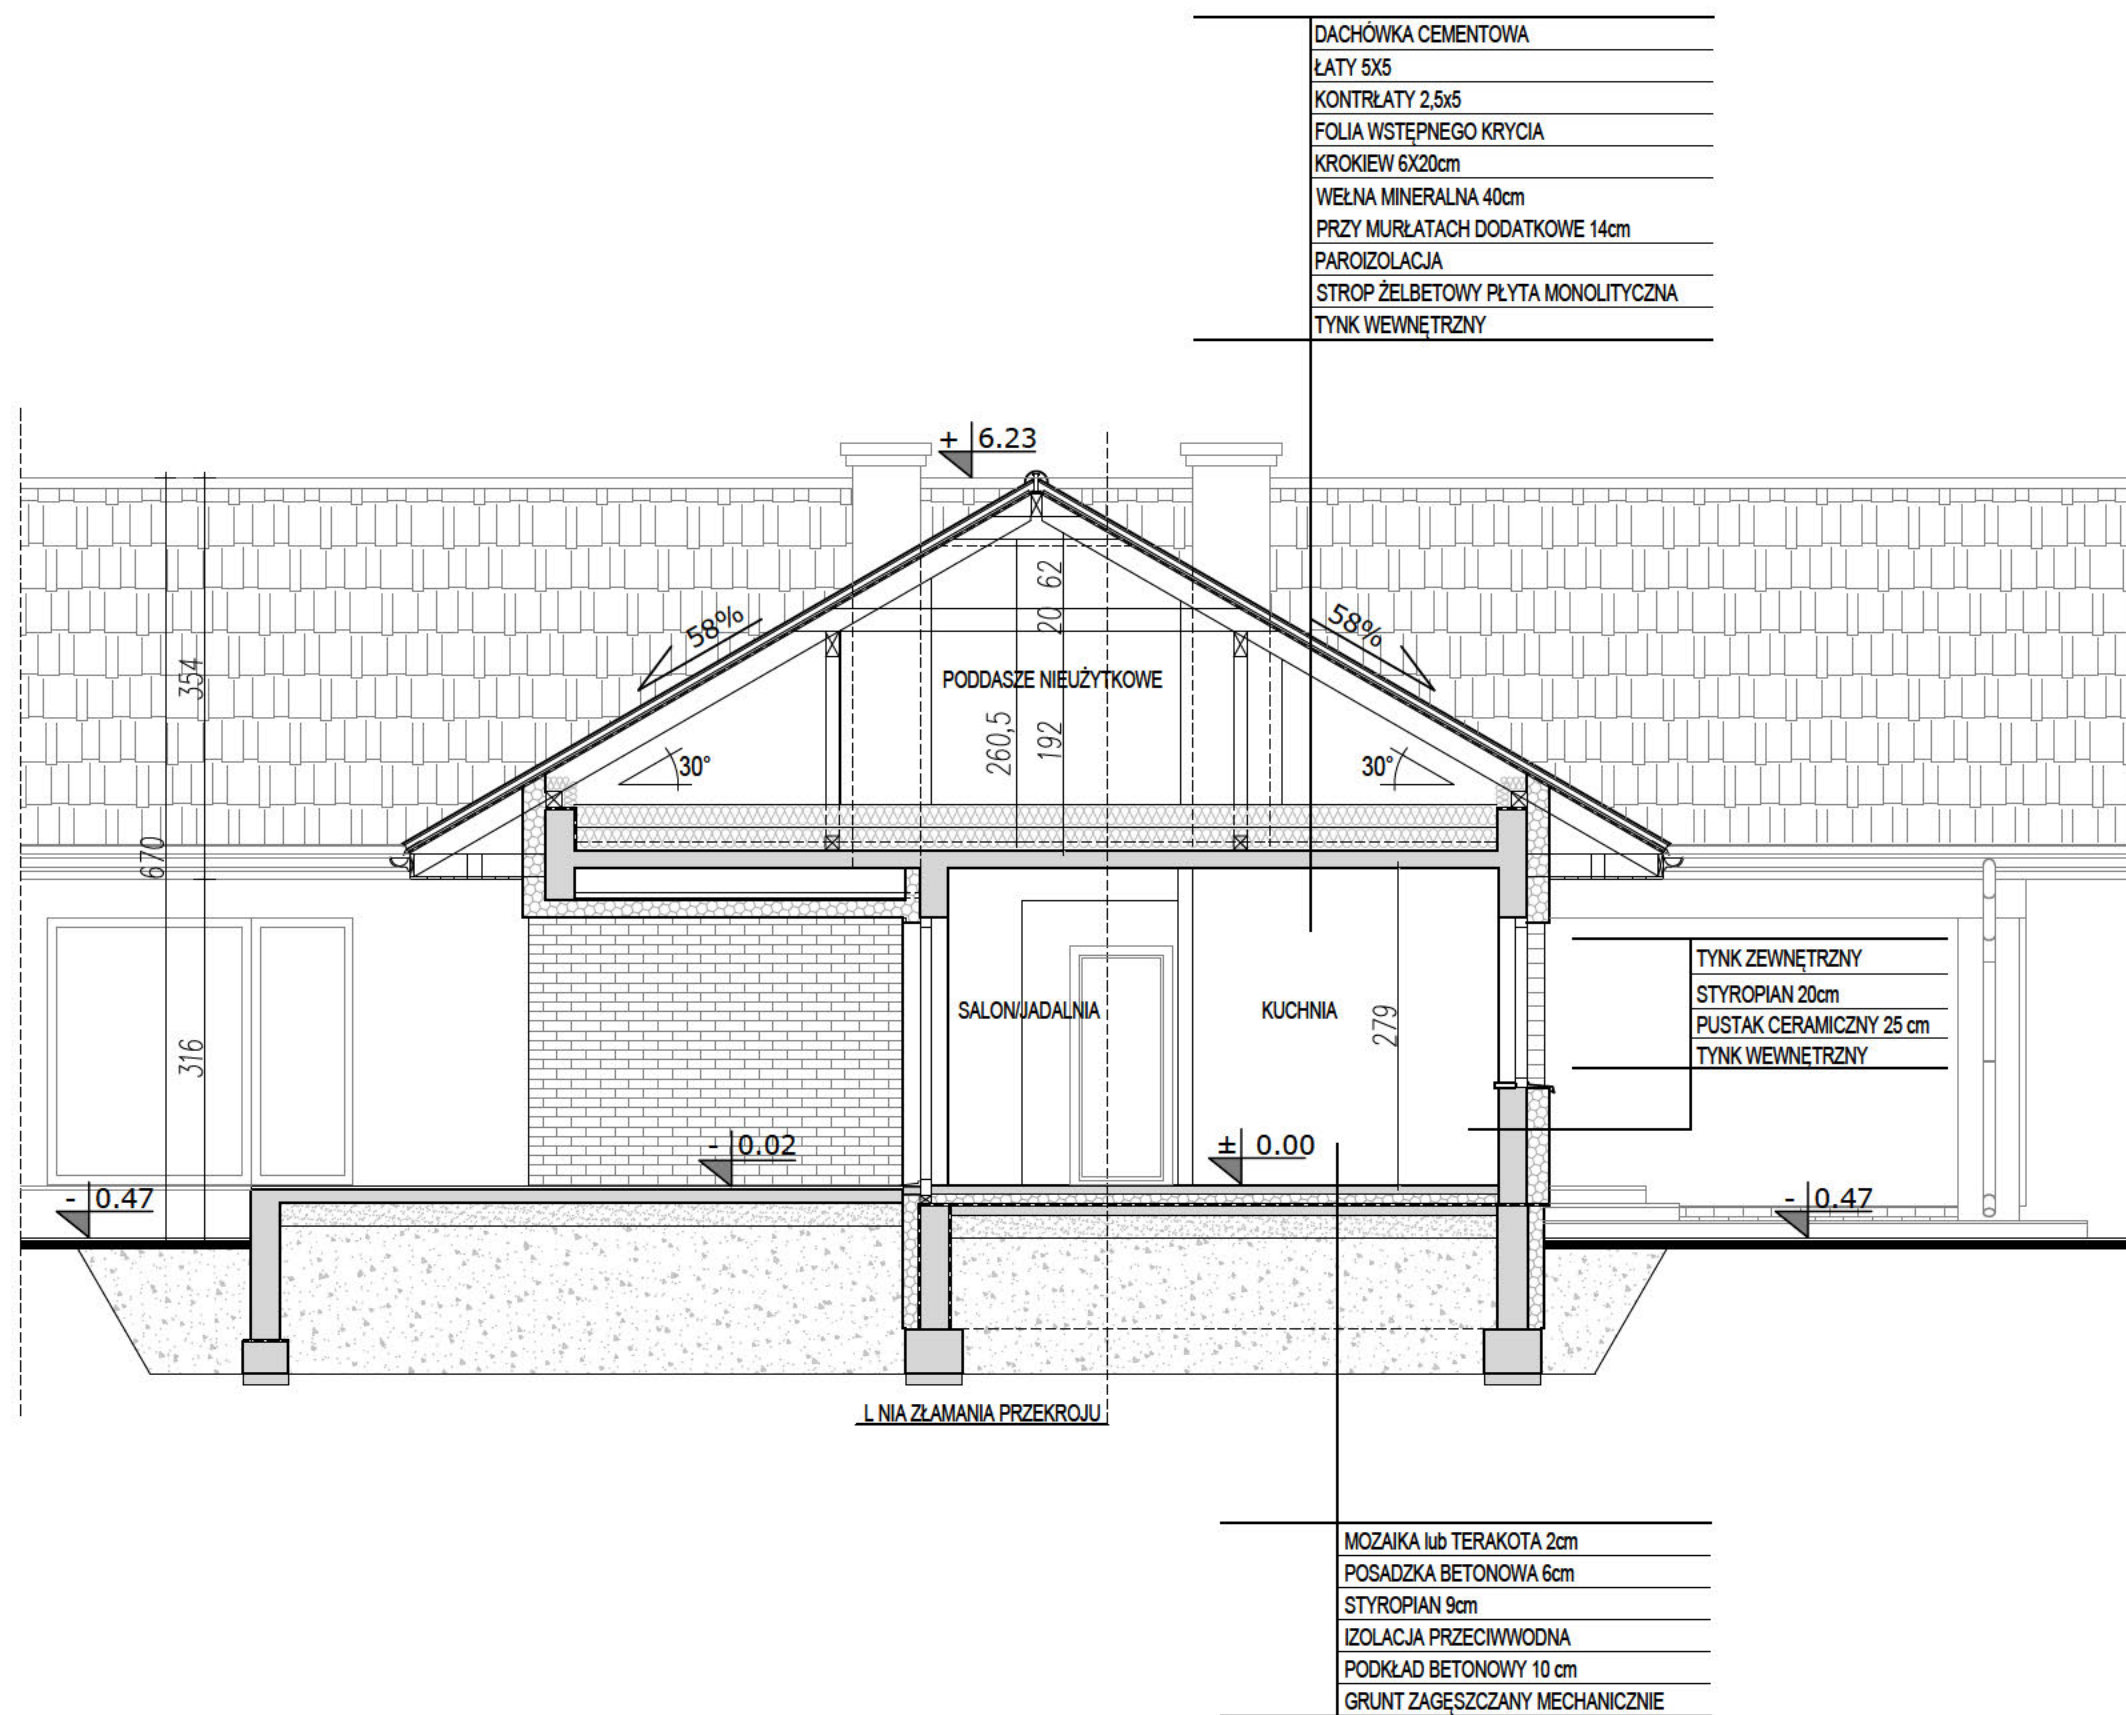 DACHÓWKA CEMENTOWA
ŁATY 5X5
KONTRŁATY 2,5x5
FOLIA WSTĘPNEGO KRYCIA
KROKIEW 6X20cm
WEŁNA MINERALNA 40cm
PRZY MURŁATACH DODATKOWE 14cm
PAROIZOLACJA
STROP ŻELBETOWY PŁYTA MONOLITYCZNA
TYNK WEWNĘTRZNY
+ 6.23
58%
58%
62
20
354
PODDASZE NIEUŻYTKOWE
260,5
192
30°
30°
670
TYNK ZEWNĘTRZNY
STYROPIAN 20cm
PUSTAK CERAMICZNY 25 cm
TYNK WEWNĘTRZNY
SALON/JADALNIA
KUCHNIA
279
316
- 0.02
± 0.00
- 0.47
- 0.47
L NIA ZŁAMANIA PRZEKROJU
MOZAIKA lub TERAKOTA 2cm
POSADZKA BETONOWA 6cm
STYROPIAN 9cm
IZOLACJA PRZECIWWODNA
PODKŁAD BETONOWY 10 cm
GRUNT ZAGĘSZCZANY MECHANICZNIE